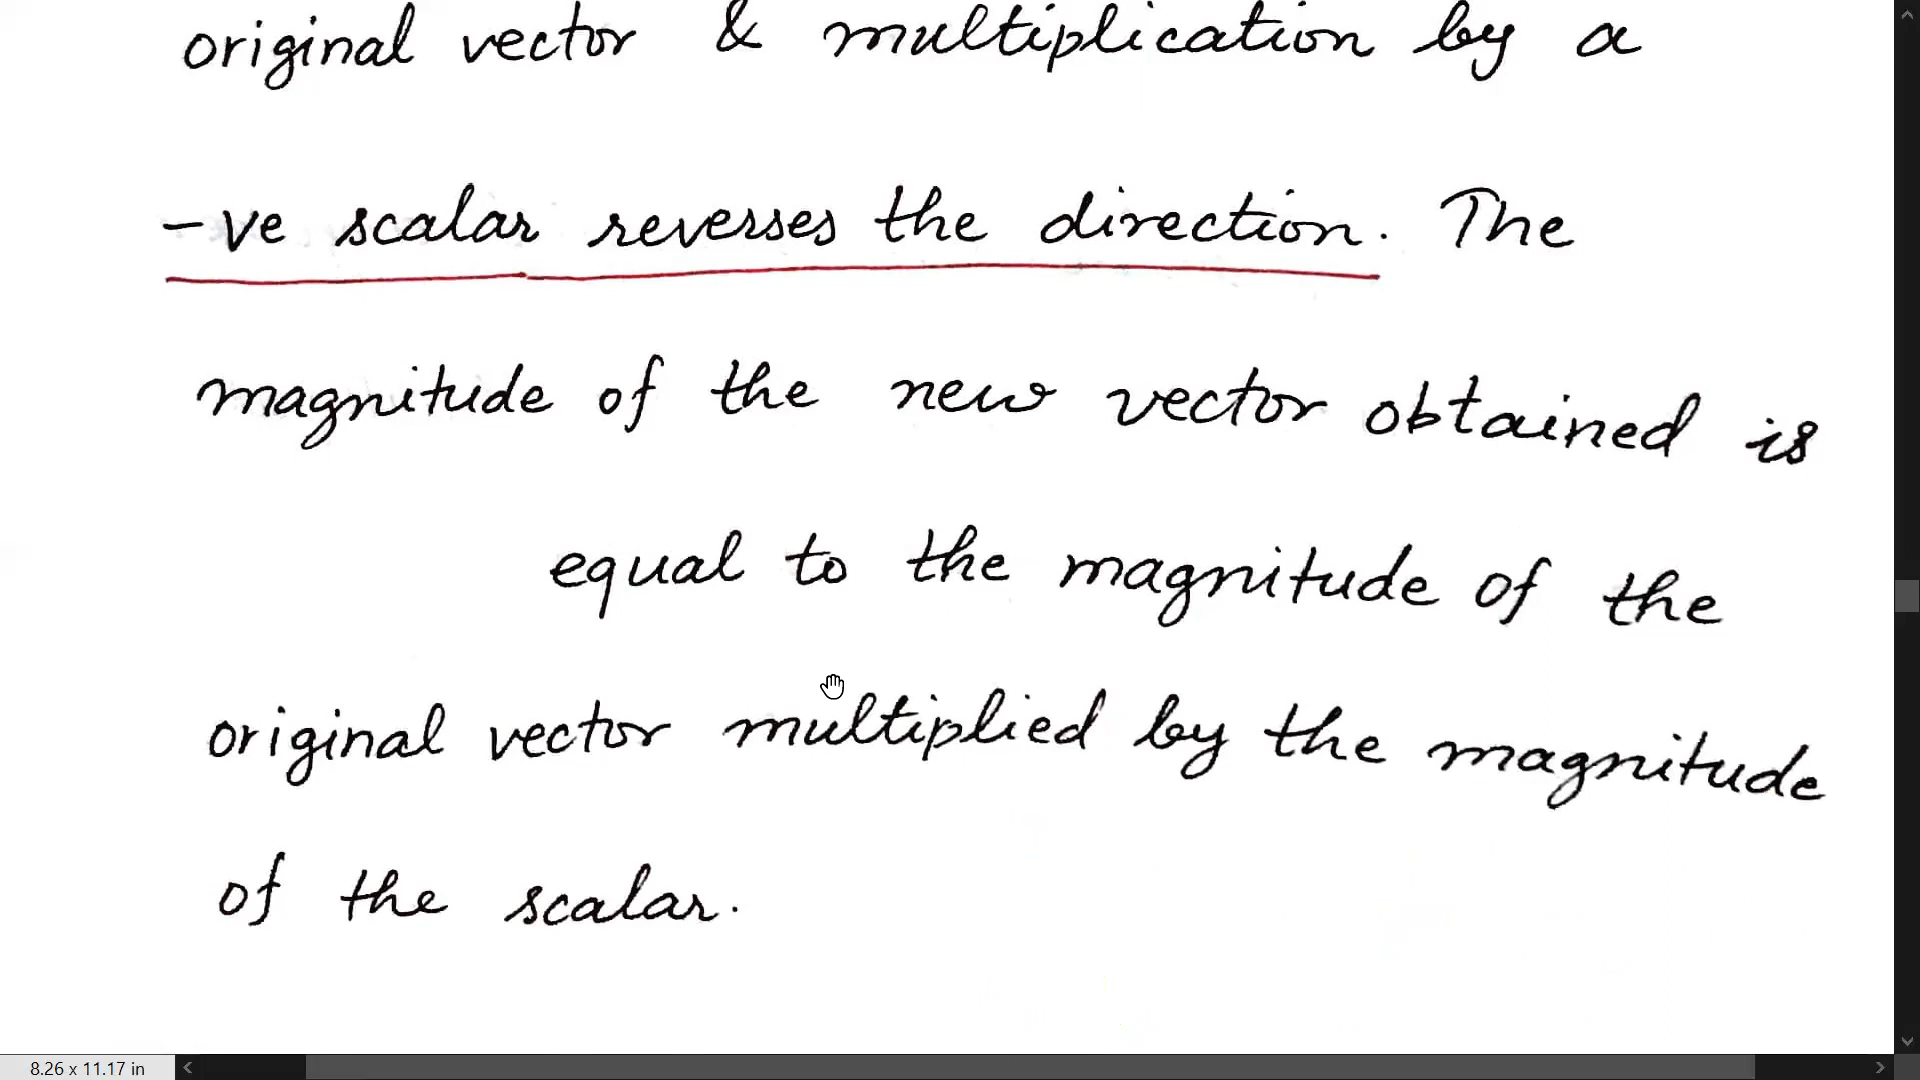 original vector & multiplication by a
-ve scalar reverses the direction. The
magnitude of the new vector obtained is
equal to the magnitude of the
original vector multiplied by the magnitude
of the scalar.
8.26 x 11.17 in